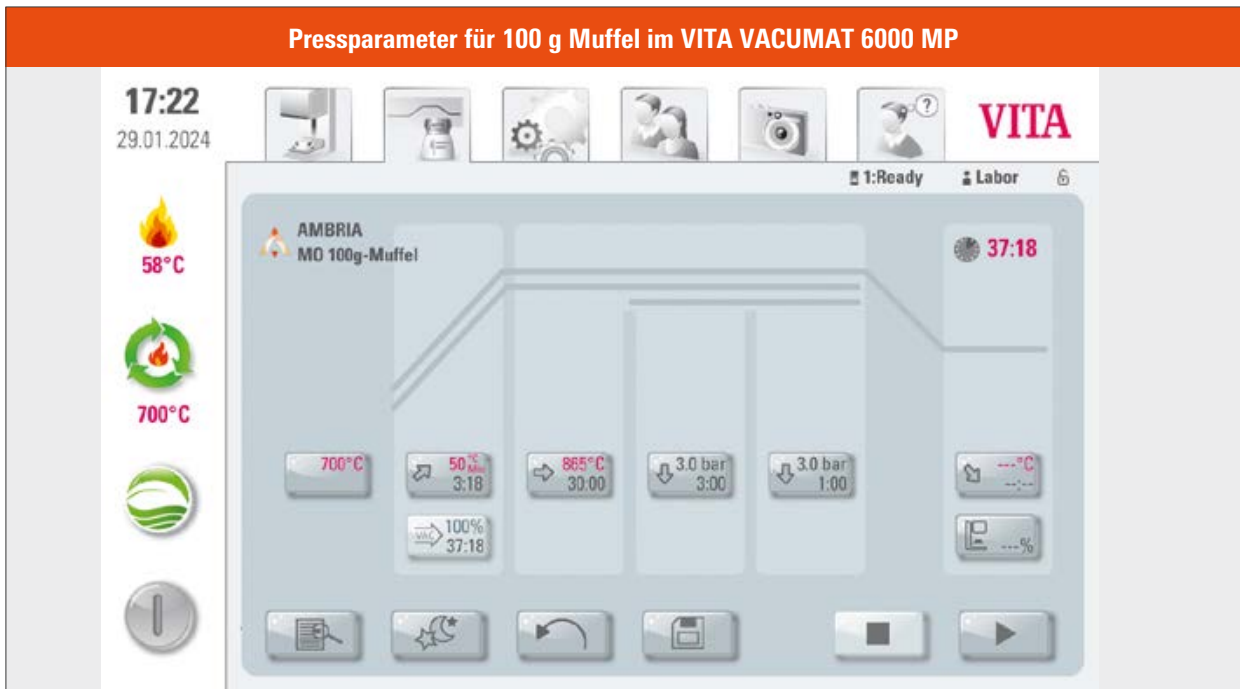 Pressparameter für 100 g Muffel im VITA VACUMAT 6000 MP
17:22
29.01.2024
?
VITA
1:Ready
Labor
AMBRIA
MO 100g-Muffel
37:18
58°C
700°C
700°C
50 °C/Min
3:18
865°C
30:00
3.0 bar
3:00
3.0 bar
1:00
---°C
--:--
VAC
100%
37:18
---%